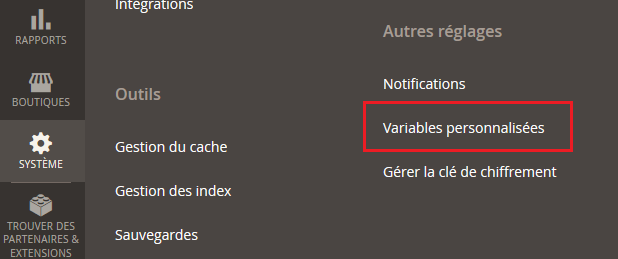 RAPPORTS
BOUTIQUES
SYSTÈME
TROUVER DES
PARTENAIRES &
EXTENSIONS
Intégrations
Outils
Gestion du cache
Gestion des index
Sauvegardes
Autres réglages
Notifications
Variables personnalisées
Gérer la clé de chiffrement